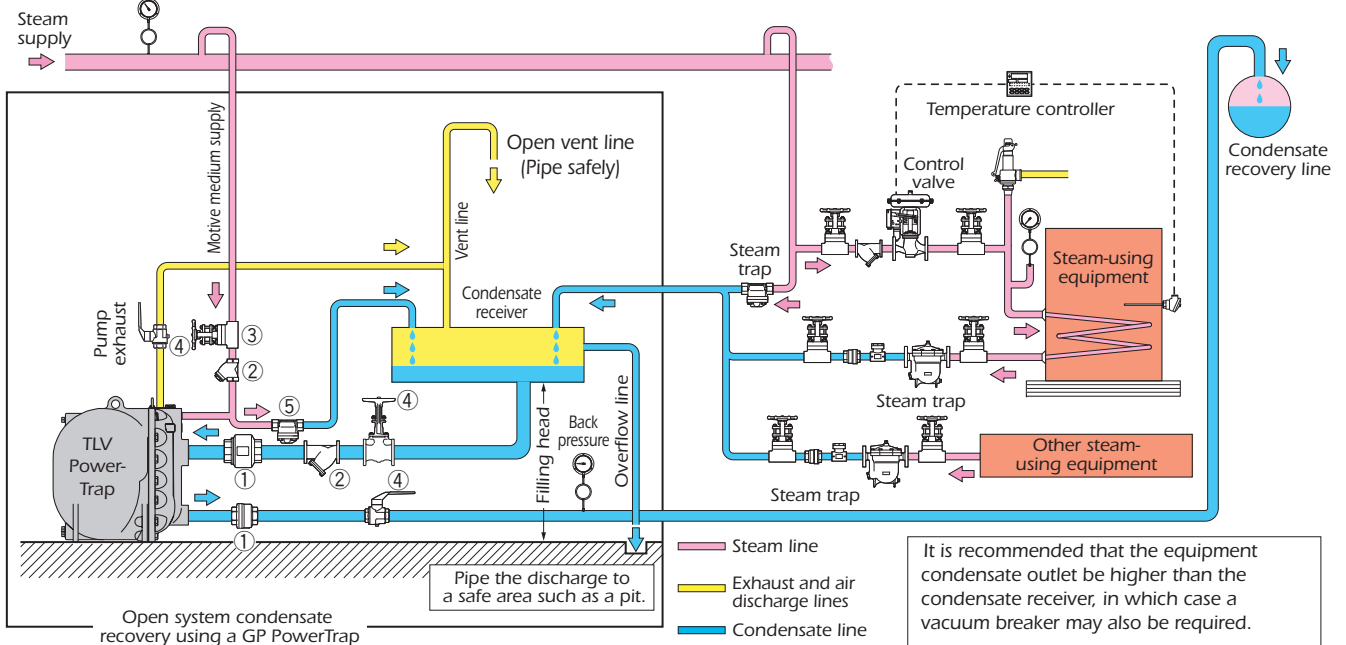 Steam
supply
Motive medium supply
Open vent line
(Pipe safely)
Vent line
Temperature controller
Control
valve
Condensate
recovery line
Steam
trap
Steam-using
equipment
Condensate
receiver
Pump
exhaust
④
③
②
⑤
④
Steam trap
TLV
Power-
Trap
①
②
④
①
Filling head
Back
pressure
Overflow line
Other steam-
using equipment
Steam trap
Pipe the discharge to
a safe area such as a pit.
Open system condensate
recovery using a GP PowerTrap
Steam line
Exhaust and air
discharge lines
Condensate line
It is recommended that the equipment
condensate outlet be higher than the
condensate receiver, in which case a
vacuum breaker may also be required.